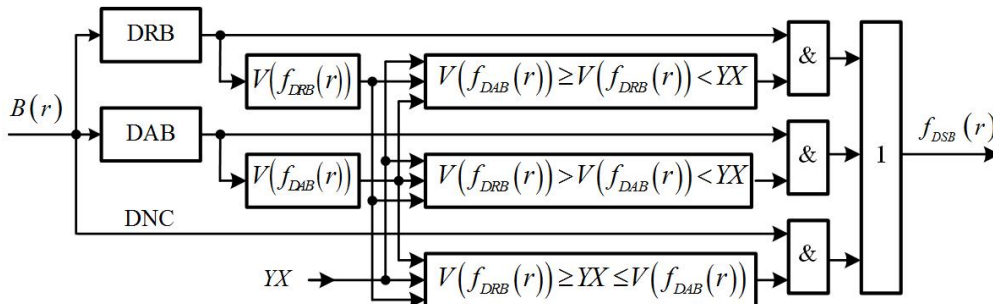 DRB
&
V(f_DRB(r))
V(f_DAB(r)) ≥ V(f_DRB(r)) < YX
B(r)
DAB
&
1
f_DSB(r)
V(f_DAB(r))
V(f_DRB(r)) > V(f_DAB(r)) < YX
DNC
&
YX
V(f_DRB(r)) ≥ YX ≤ V(f_DAB(r))